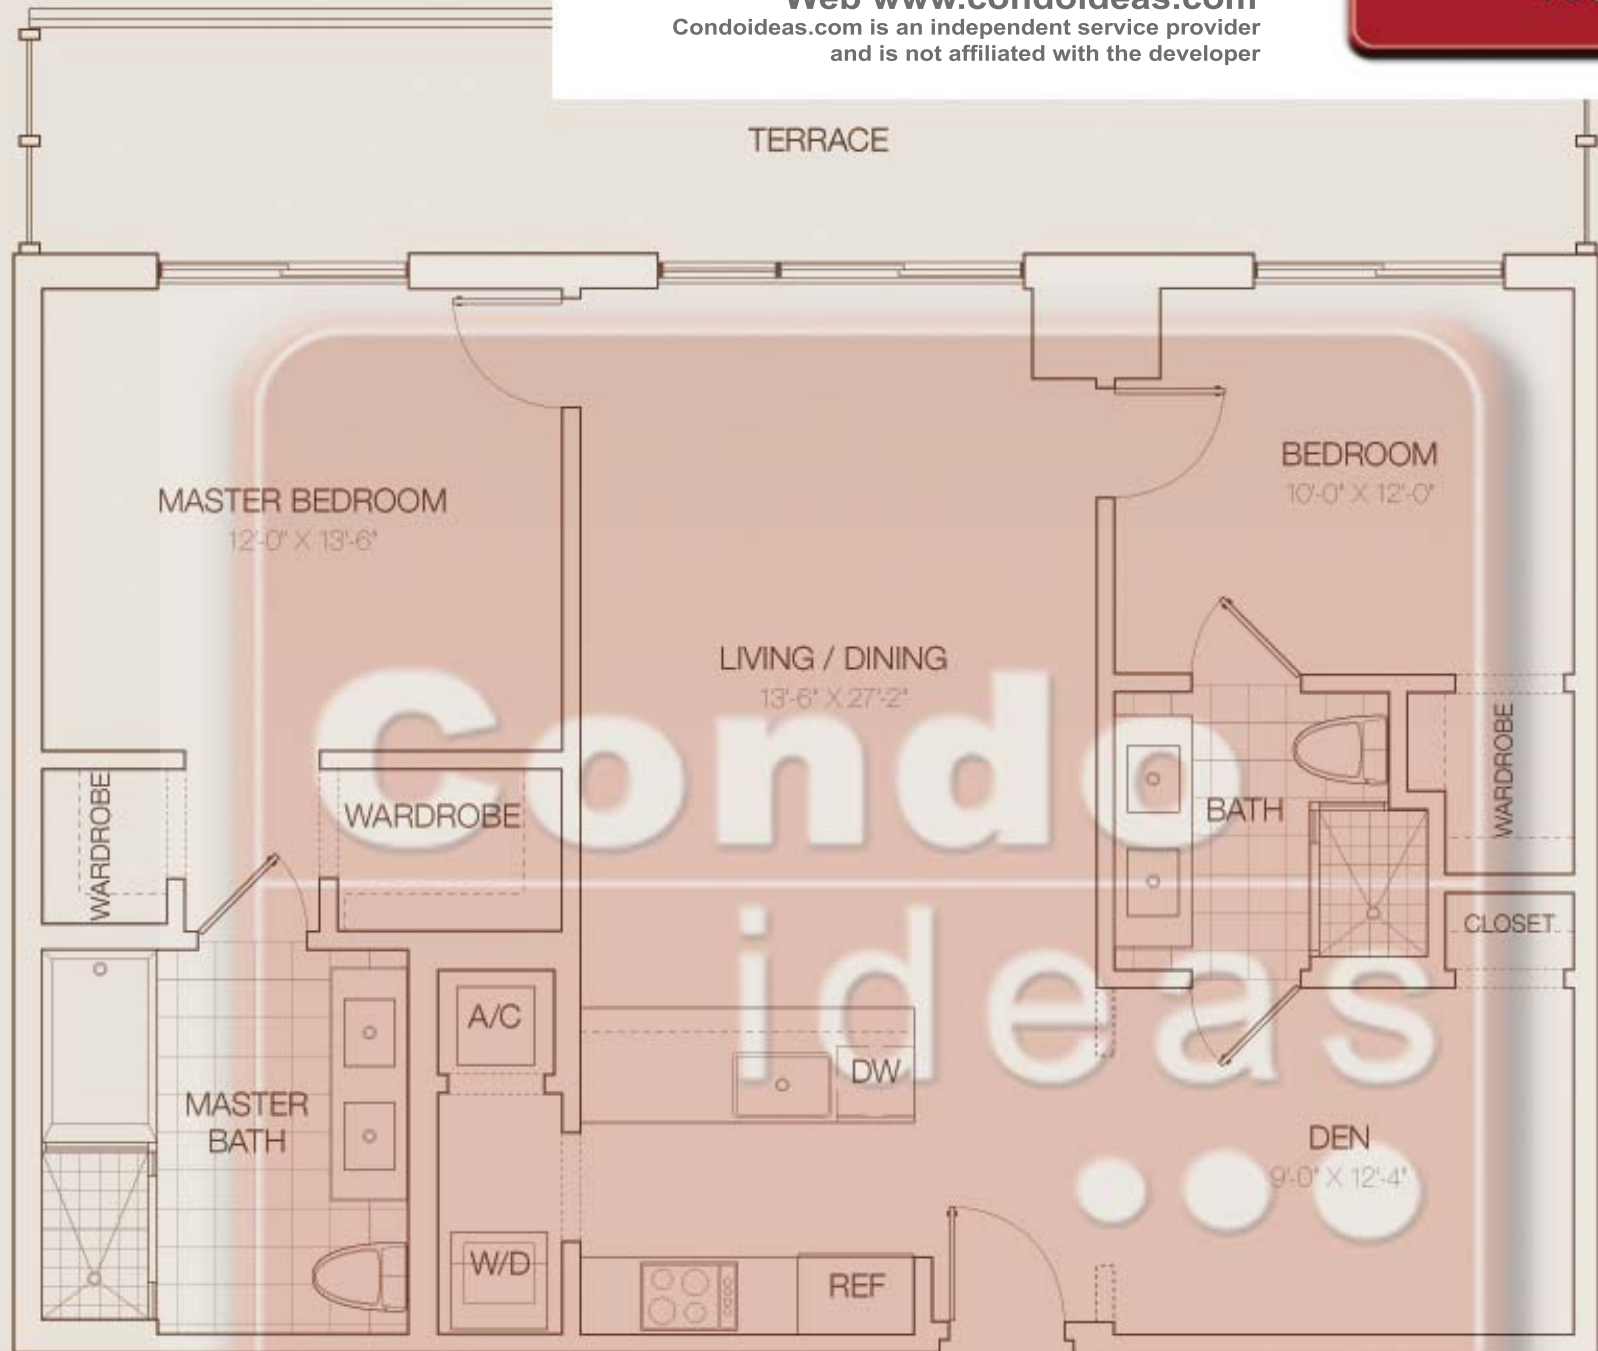 Web www.condoideas.com
Condoideas.com is an independent service provider
and is not affiliated with the developer
TERRACE
BEDROOM
10'-0" X 12'-0"
MASTER BEDROOM
12'-0" X 13'-6"
LIVING / DINING
13'-6" X 27'-2"
Condo
WARDROBE
WARDROBE
WARDROBE
BATH
CLOSET
ideas
A/C
DW
MASTER
BATH
DEN
9'-0" X 12'-4"
W/D
REF